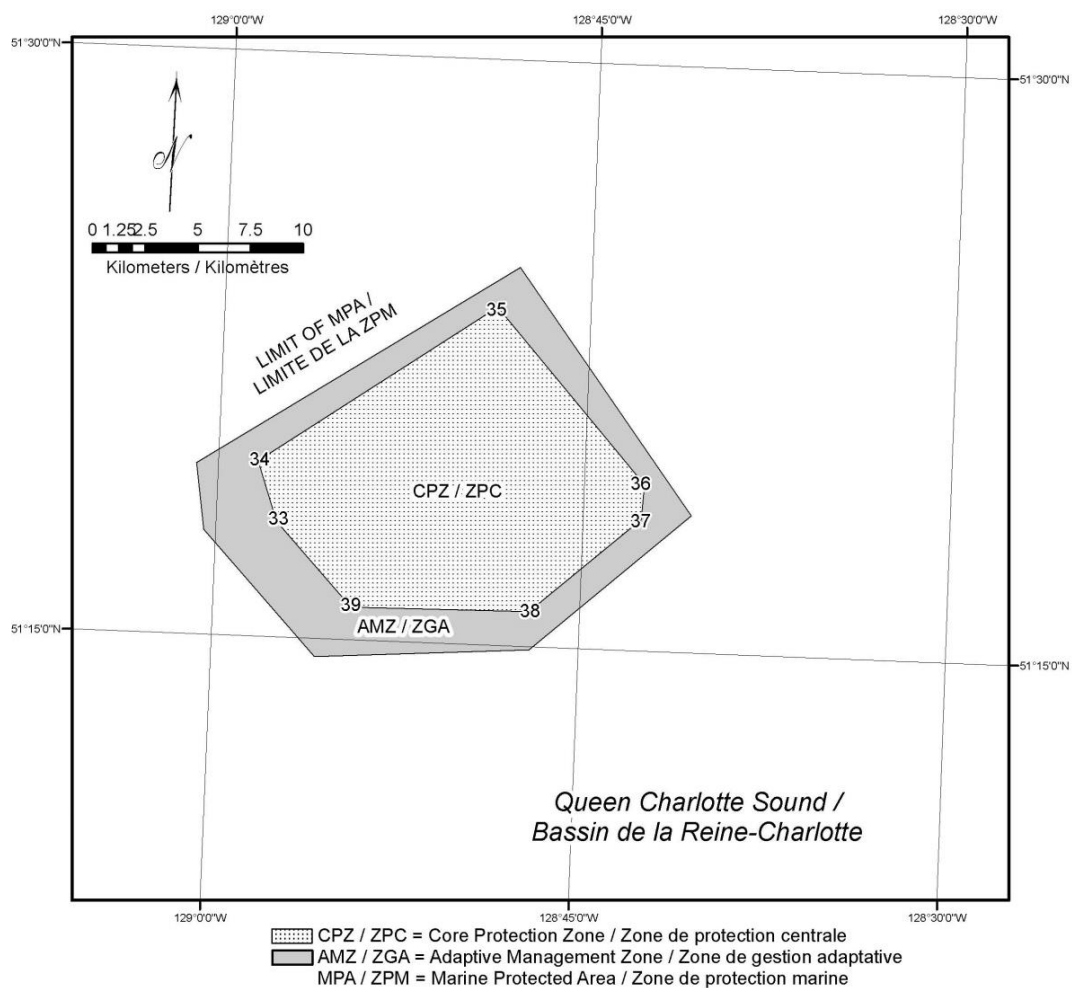 129°0'0"W
128°45'0"W
128°30'0"W
51°30'0"N
51°30'0"N
N
0 1.25 2.5 5 7.5 10
Kilometers / Kilomètres
LIMIT OF MPA /
LIMITE DE LA ZPM
35
34
36
CPZ / ZPC
33
37
39
38
AMZ / ZGA
51°15'0"N
51°15'0"N
Queen Charlotte Sound /
Bassin de la Reine-Charlotte
129°0'0"W
128°45'0"W
128°30'0"W
CPZ / ZPC = Core Protection Zone / Zone de protection centrale
AMZ / ZGA = Adaptive Management Zone / Zone de gestion adaptative
MPA / ZPM = Marine Protected Area / Zone de protection marine